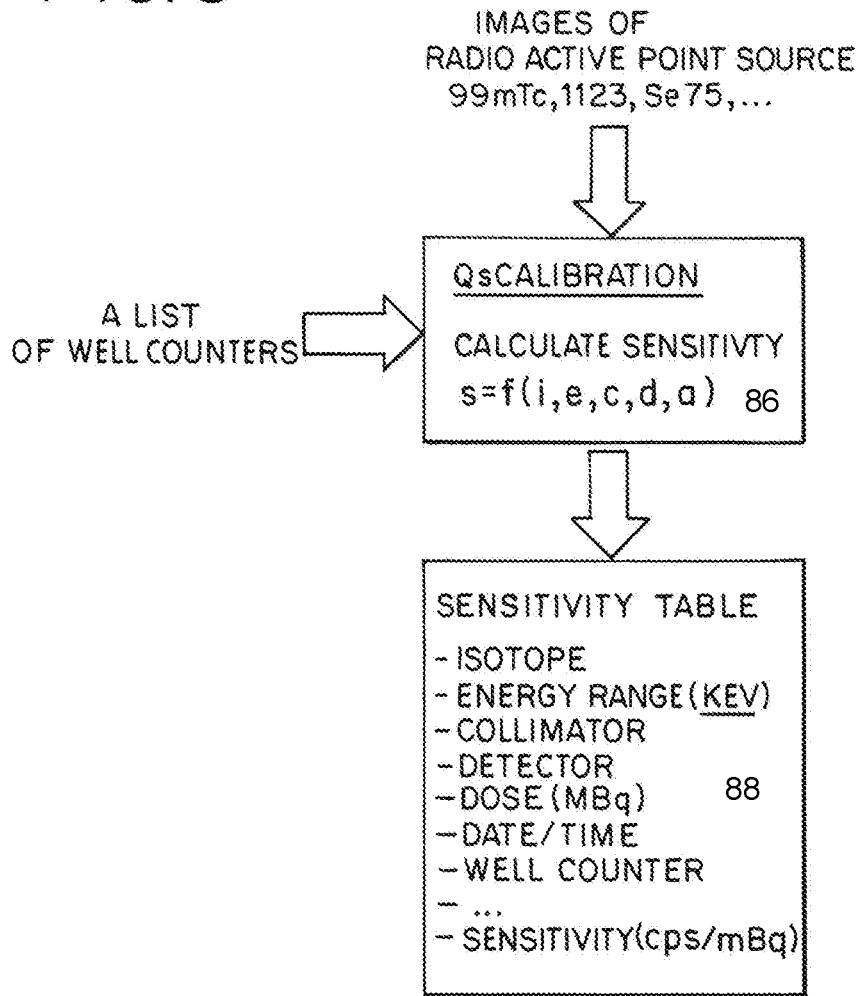 IMAGES OF
RADIO ACTIVE POINT SOURCE
99mTc,1123, Se75,...
A LIST
OF WELL COUNTERS
QsCALIBRATION
CALCULATE SENSITIVTY
s=f(i,e,c,d,a) 86
SENSITIVITY TABLE
- ISOTOPE
- ENERGY RANGE(KEV)
- COLLIMATOR
- DETECTOR
- DOSE(MBq) 88
- DATE/TIME
- WELL COUNTER
- ...
- SENSITIVITY(cps/mBq)